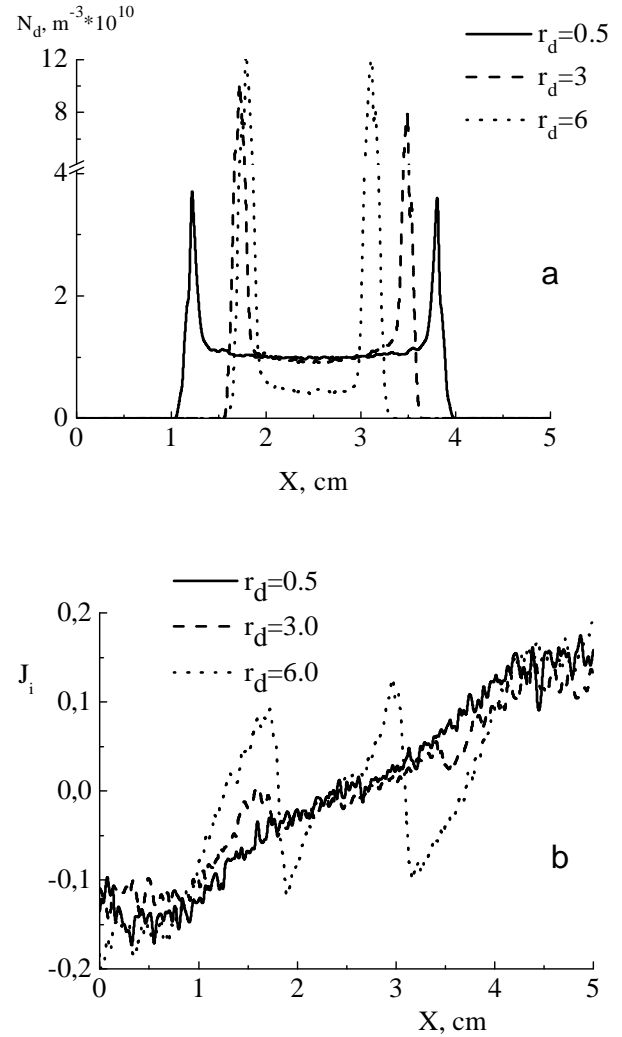 N_d, m^-3*10^10
r_d=0.5
r_d=3
r_d=6
12
8
4
2
0
a
0 1 2 3 4 5
X, cm
r_d=0.5
r_d=3.0
r_d=6.0
0,2
J_i
0,1
0,0
-0,1
b
-0,2
0 1 2 3 4 5
X, cm